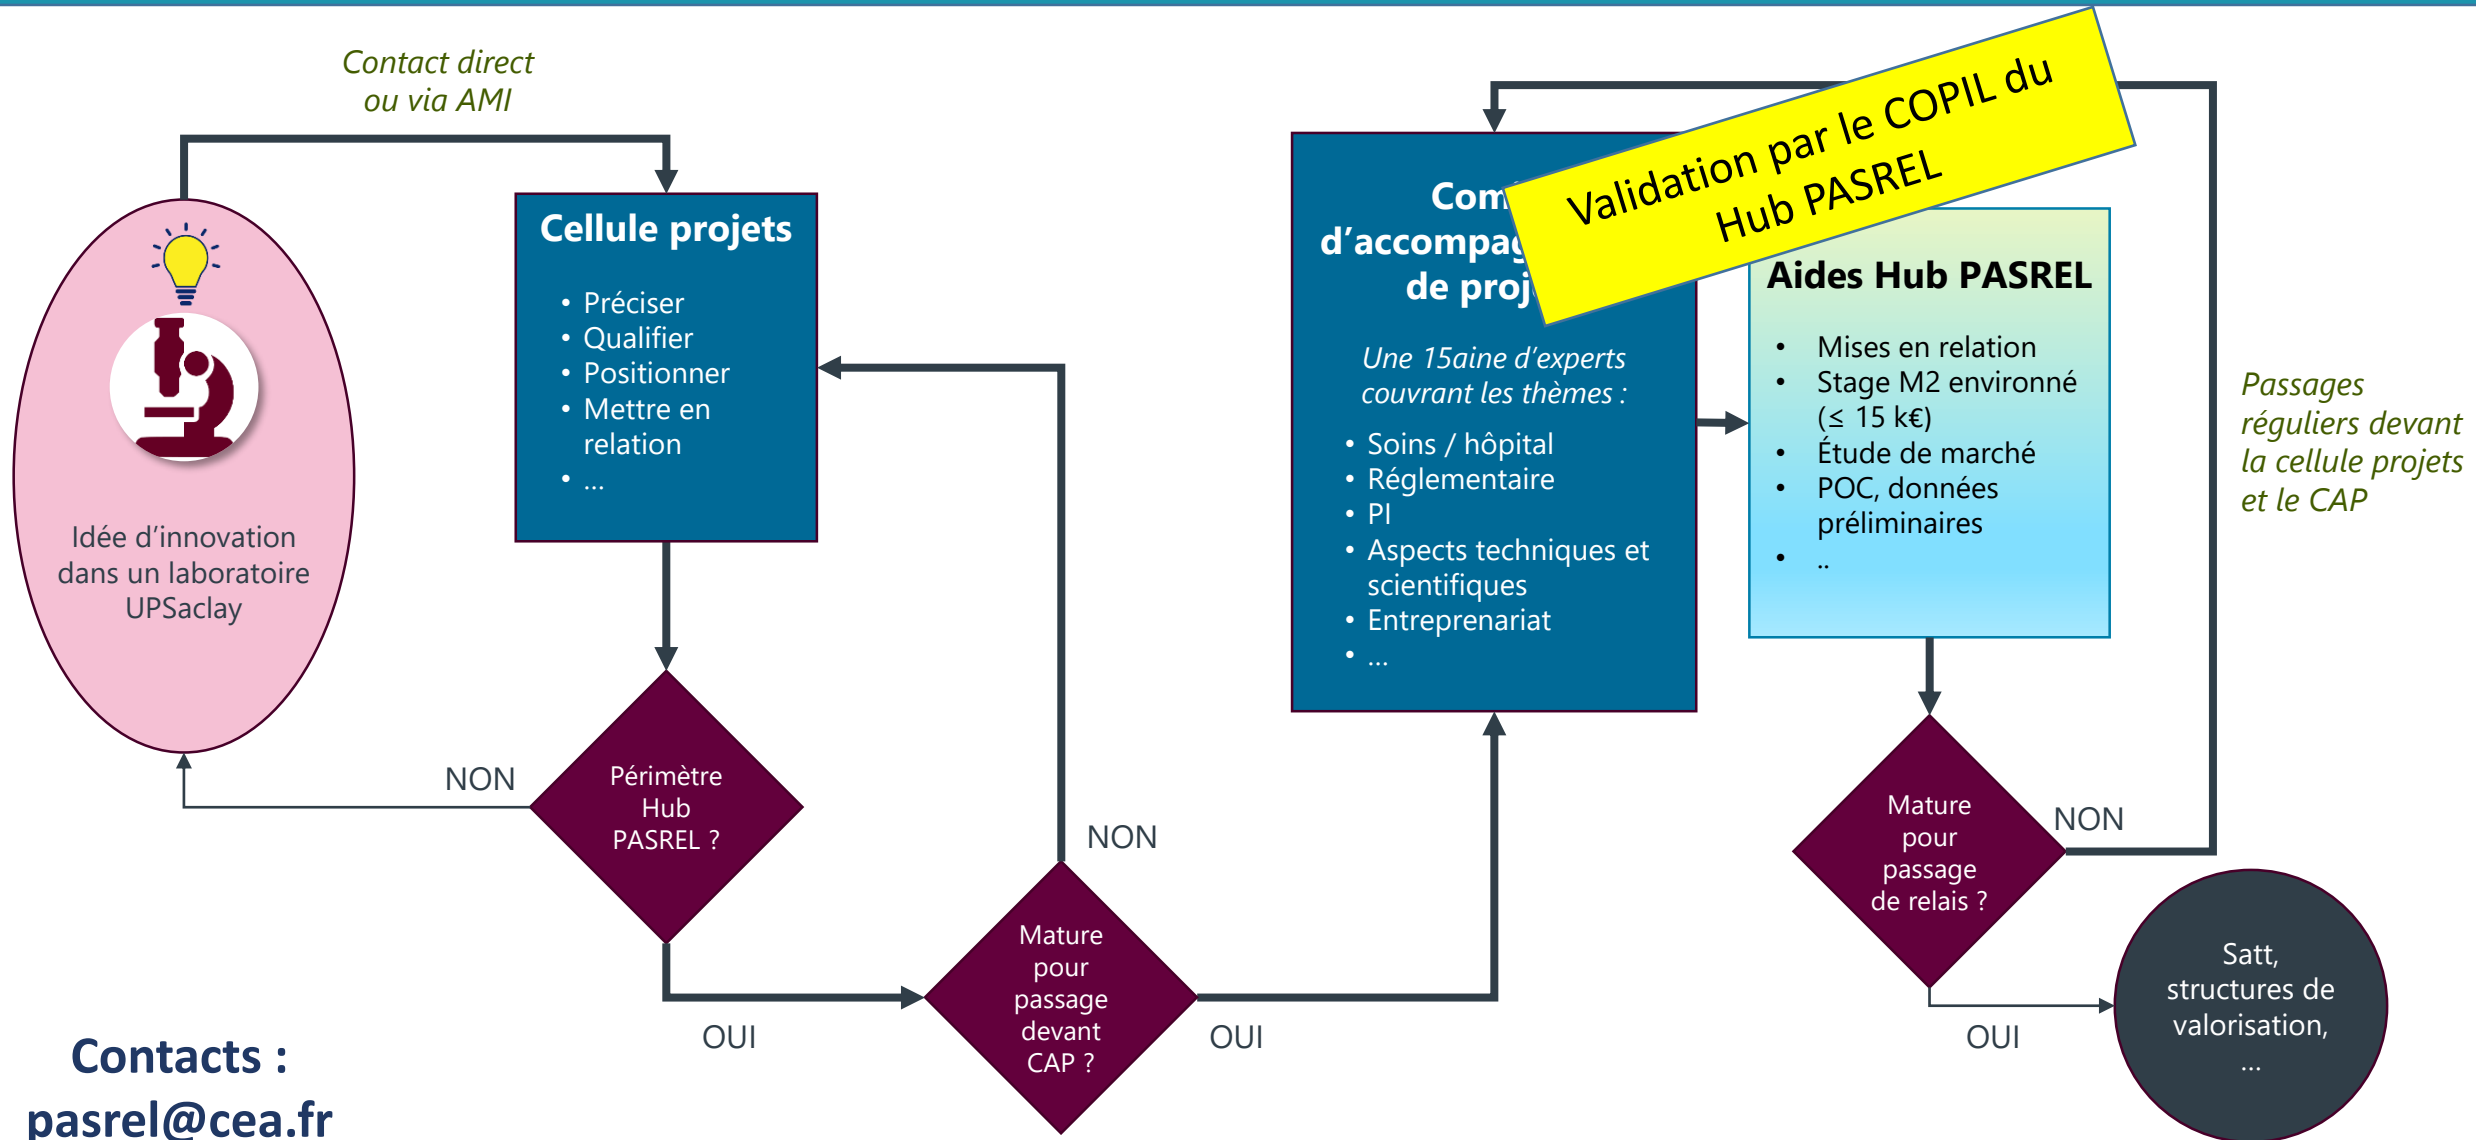 Contact direct
ou via AMI
Idée d’innovation
dans un laboratoire
UPSaclay
Cellule projets
• Préciser
• Qualifier
• Positionner
• Mettre en
relation
• ...
Périmètre
Hub
PASREL ?
NON
OUI
Mature
pour
passage
devant
CAP ?
NON
OUI
de
Une 15aine d’experts
couvrant les thèmes :
• Soins / hôpital
• Réglementaire
• PI
• Aspects techniques et
scientifiques
• Entreprenariat
• ...
Validation par le COPIL du
Hub PASREL
Aides Hub PASREL
• Mises en relation
• Stage M2 environné
(≤ 15 k€)
• Étude de marché
• POC, données
préliminaires
• ..
Passages
réguliers devant
la cellule projets
et le CAP
Mature
pour
passage
de relais ?
NON
OUI
Satt,
structures de
valorisation,
...
Contacts :
pasrel@cea.fr